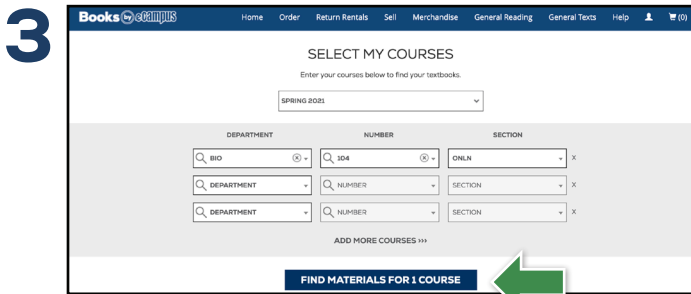 3
Books by eCampus Home Order Return Rentals Sell Merchandise General Reading General Texts Help (0)
SELECT MY COURSES
Enter your courses below to find your textbooks.
SPRING 2021
DEPARTMENT NUMBER SECTION
BIO 104 ONLN X
DEPARTMENT NUMBER SECTION X
DEPARTMENT NUMBER SECTION X
ADD MORE COURSES >>>
FIND MATERIALS FOR 1 COURSE